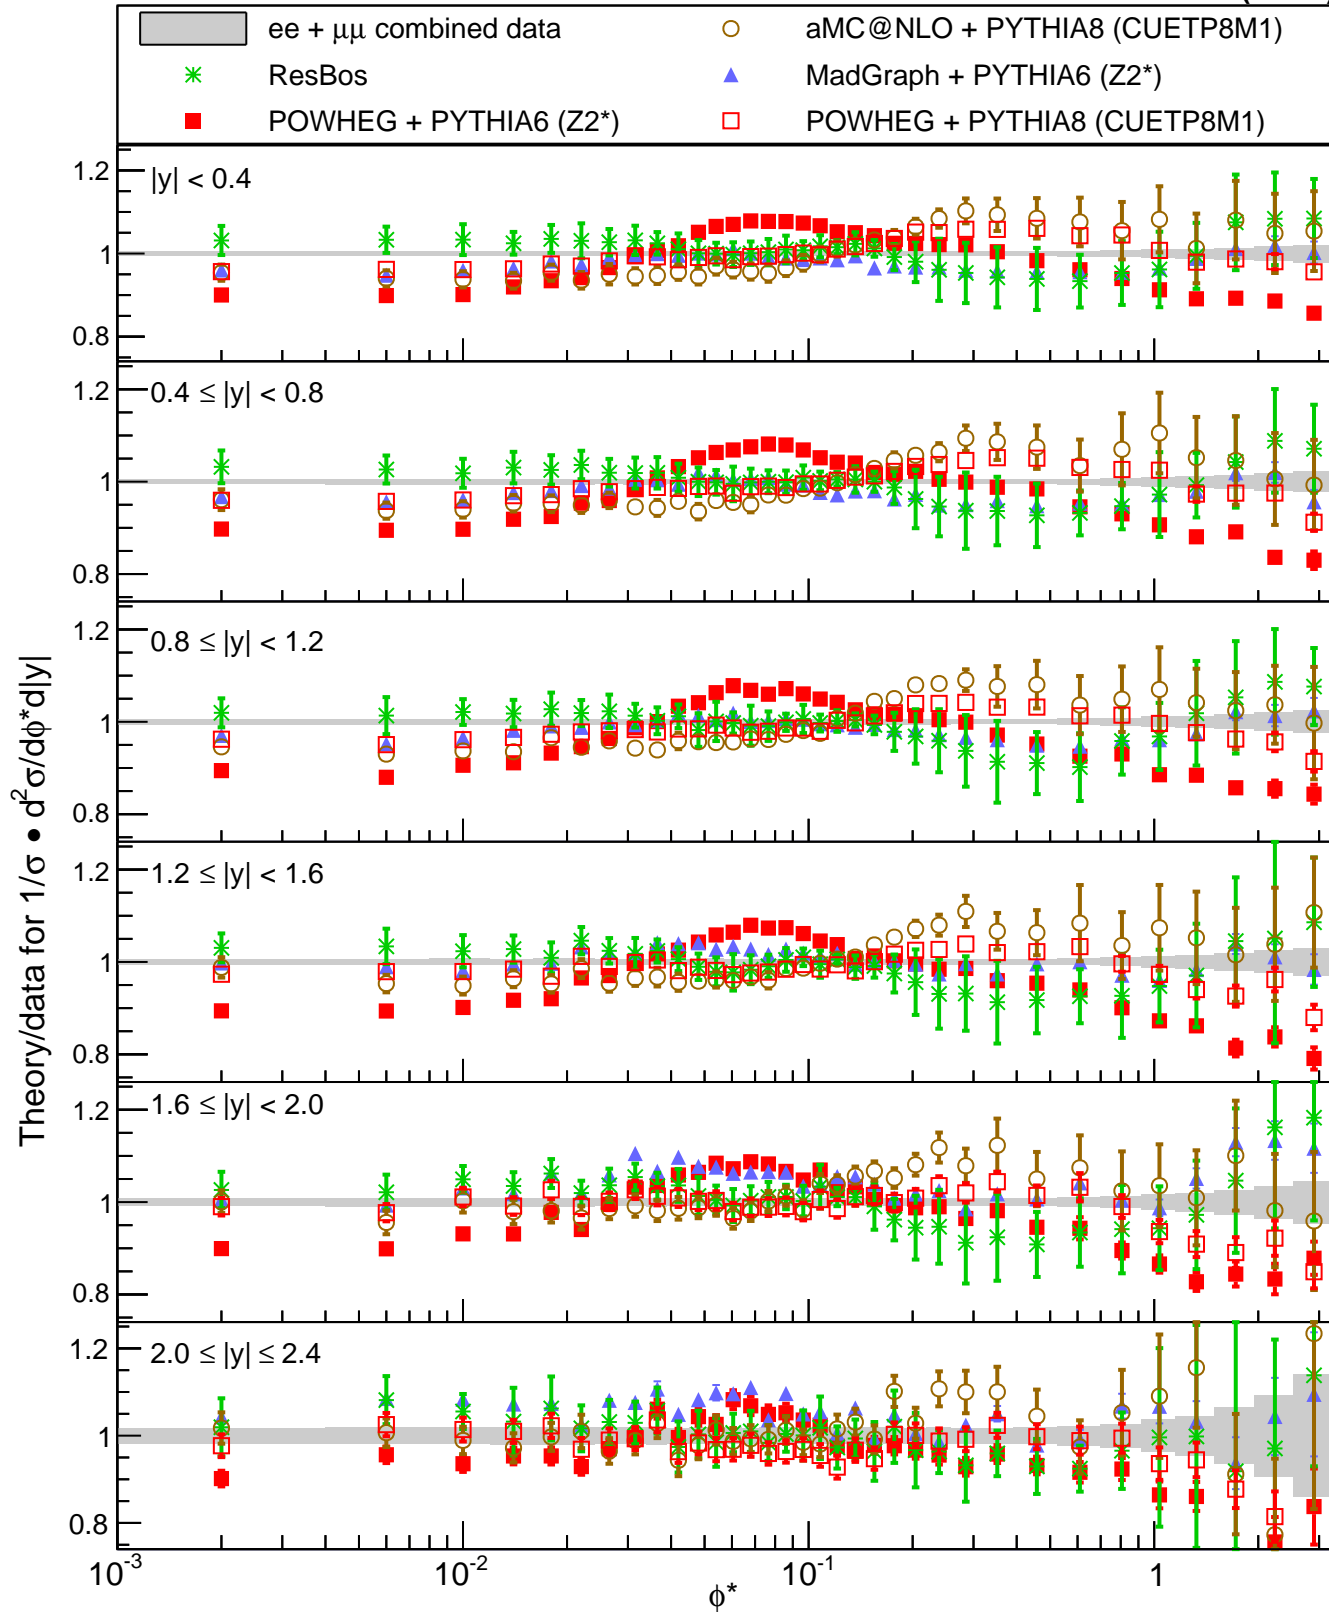 ee + μμ combined data
aMC@NLO + PYTHIA8 (CUETP8M1)
ResBos
MadGraph + PYTHIA6 (Z2*)
POWHEG + PYTHIA6 (Z2*)
POWHEG + PYTHIA8 (CUETP8M1)
Theory/data for 1/σ • d²σ/dϕ*d|y|
|y| < 0.4
1.2
1
0.8
0.4 ≤ |y| < 0.8
1.2
1
0.8
0.8 ≤ |y| < 1.2
1.2
1
0.8
1.2 ≤ |y| < 1.6
1.2
1
0.8
1.6 ≤ |y| < 2.0
1.2
1
0.8
2.0 ≤ |y| ≤ 2.4
1.2
1
0.8
10⁻³ 10⁻² 10⁻¹ 1
ϕ*